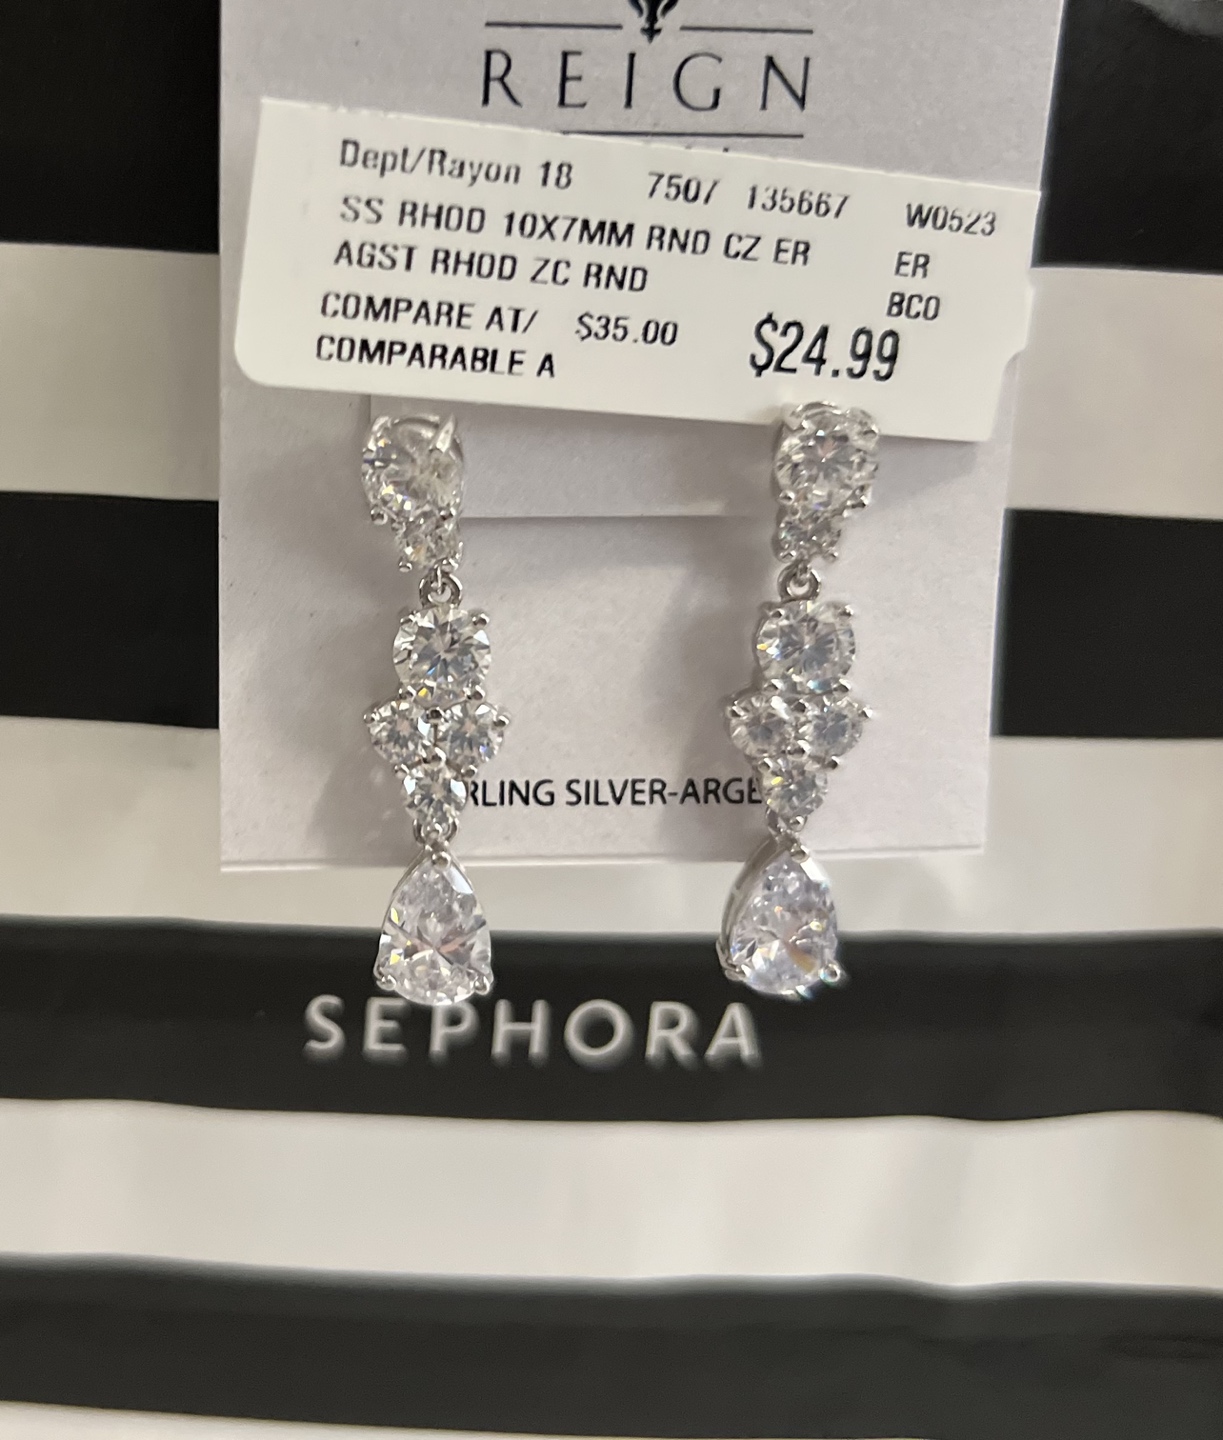 REIGN
Dept/Rayon 18 7507 135667 W0523
SS RHOD 10X7MM RND CZ ER ER
AGST RHOD ZC RND BCO
COMPARE AT/ $35.00 $24.99
COMPARABLE A
RLING SILVER-ARGE
SEPHORA